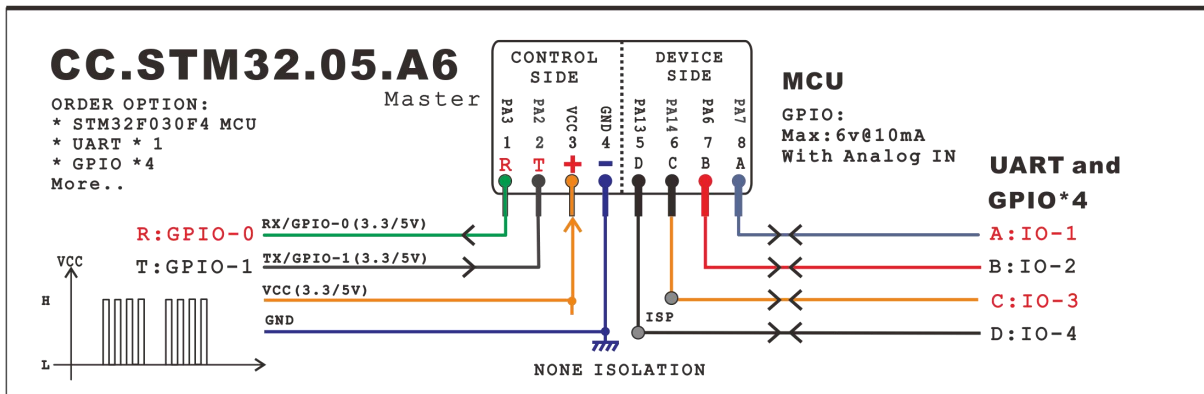 CC.STM32.05.A6
Master
ORDER OPTION:
* STM32F030F4 MCU
* UART * 1
* GPIO *4
More..
CONTROL SIDE
DEVICE SIDE
PA3 PA2 VCC GND PA13 PA14 PA6 PA7
1 2 3 4 5 6 7 8
R T + - D C B A
MCU
GPIO:
Max:6v@10mA
With Analog IN
UART and
GPIO*4
R:GPIO-0
RX/GPIO-0(3.3/5V)
T:GPIO-1
TX/GPIO-1(3.3/5V)
VCC(3.3/5V)
GND
VCC
H
L
ISP
A:IO-1
B:IO-2
C:IO-3
D:IO-4
NONE ISOLATION